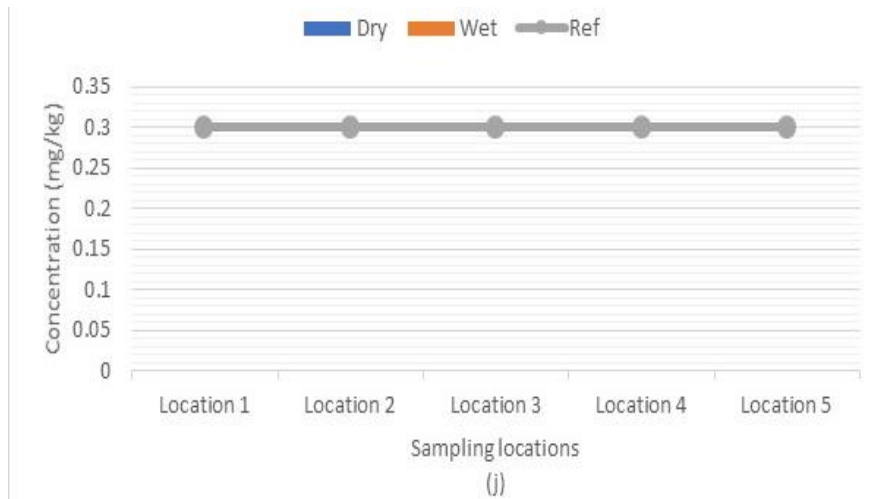 Dry Wet Ref
Concentration (mg/kg)
0.35
0.3
0.25
0.2
0.15
0.1
0.05
0
Location 1 Location 2 Location 3 Location 4 Location 5
Sampling locations
(j)